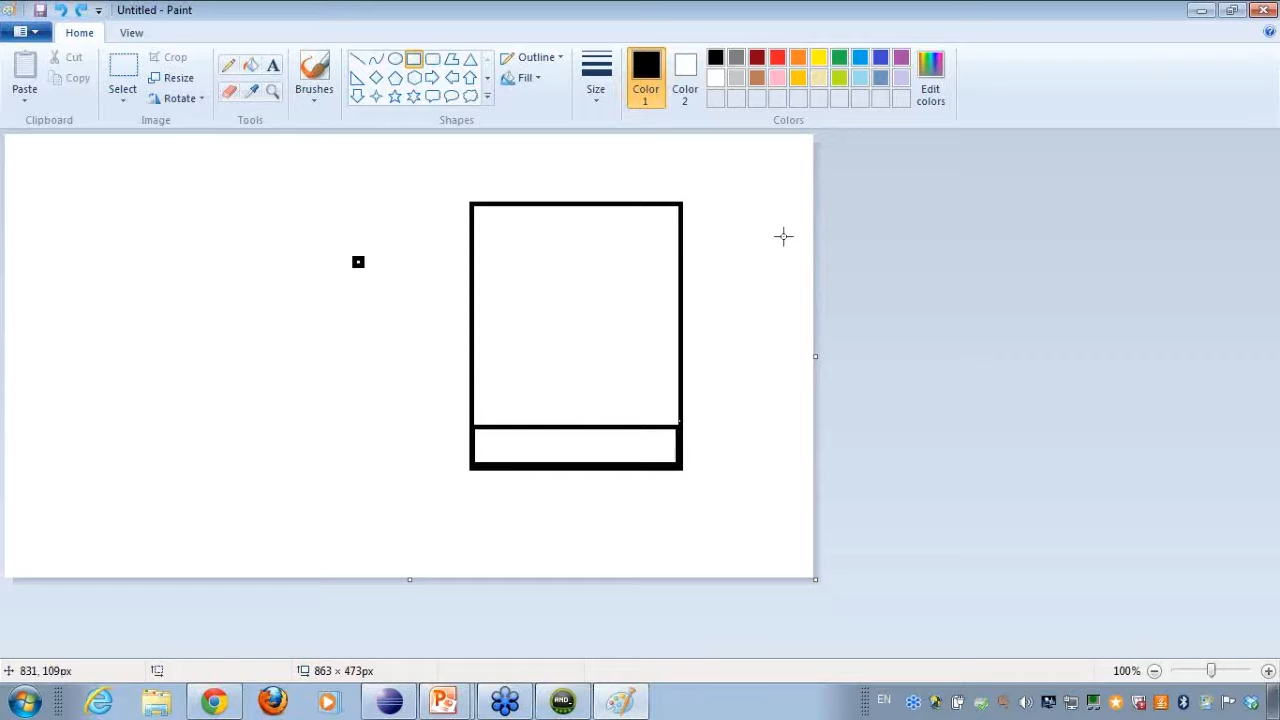 Untitled - Paint
Home View
Paste
Cut
Copy
Clipboard
Select
Crop
Resize
Rotate
Image
A
Tools
Brushes
Outline
Fill
Shapes
Size
Color 1
Color 2
Edit colors
Colors
831, 109px
863 × 473px
100%
EN